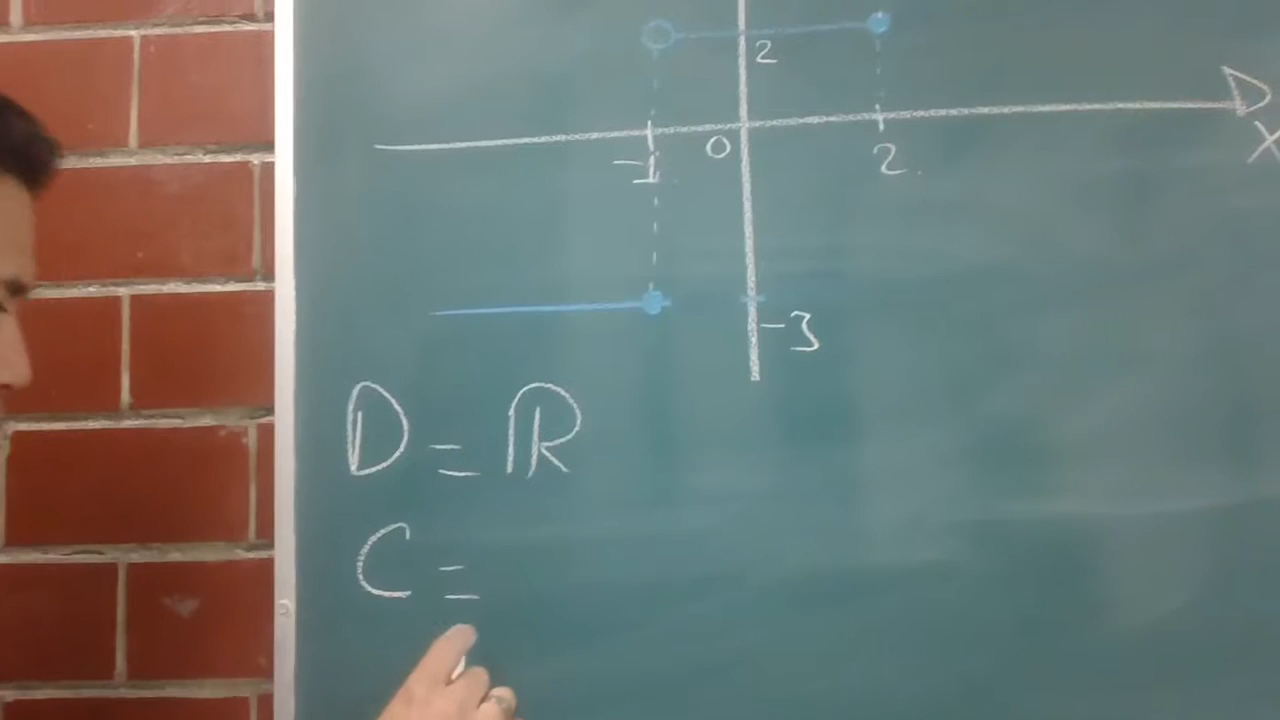 2
-1
0
2
X
-3
D = ℝ
C =